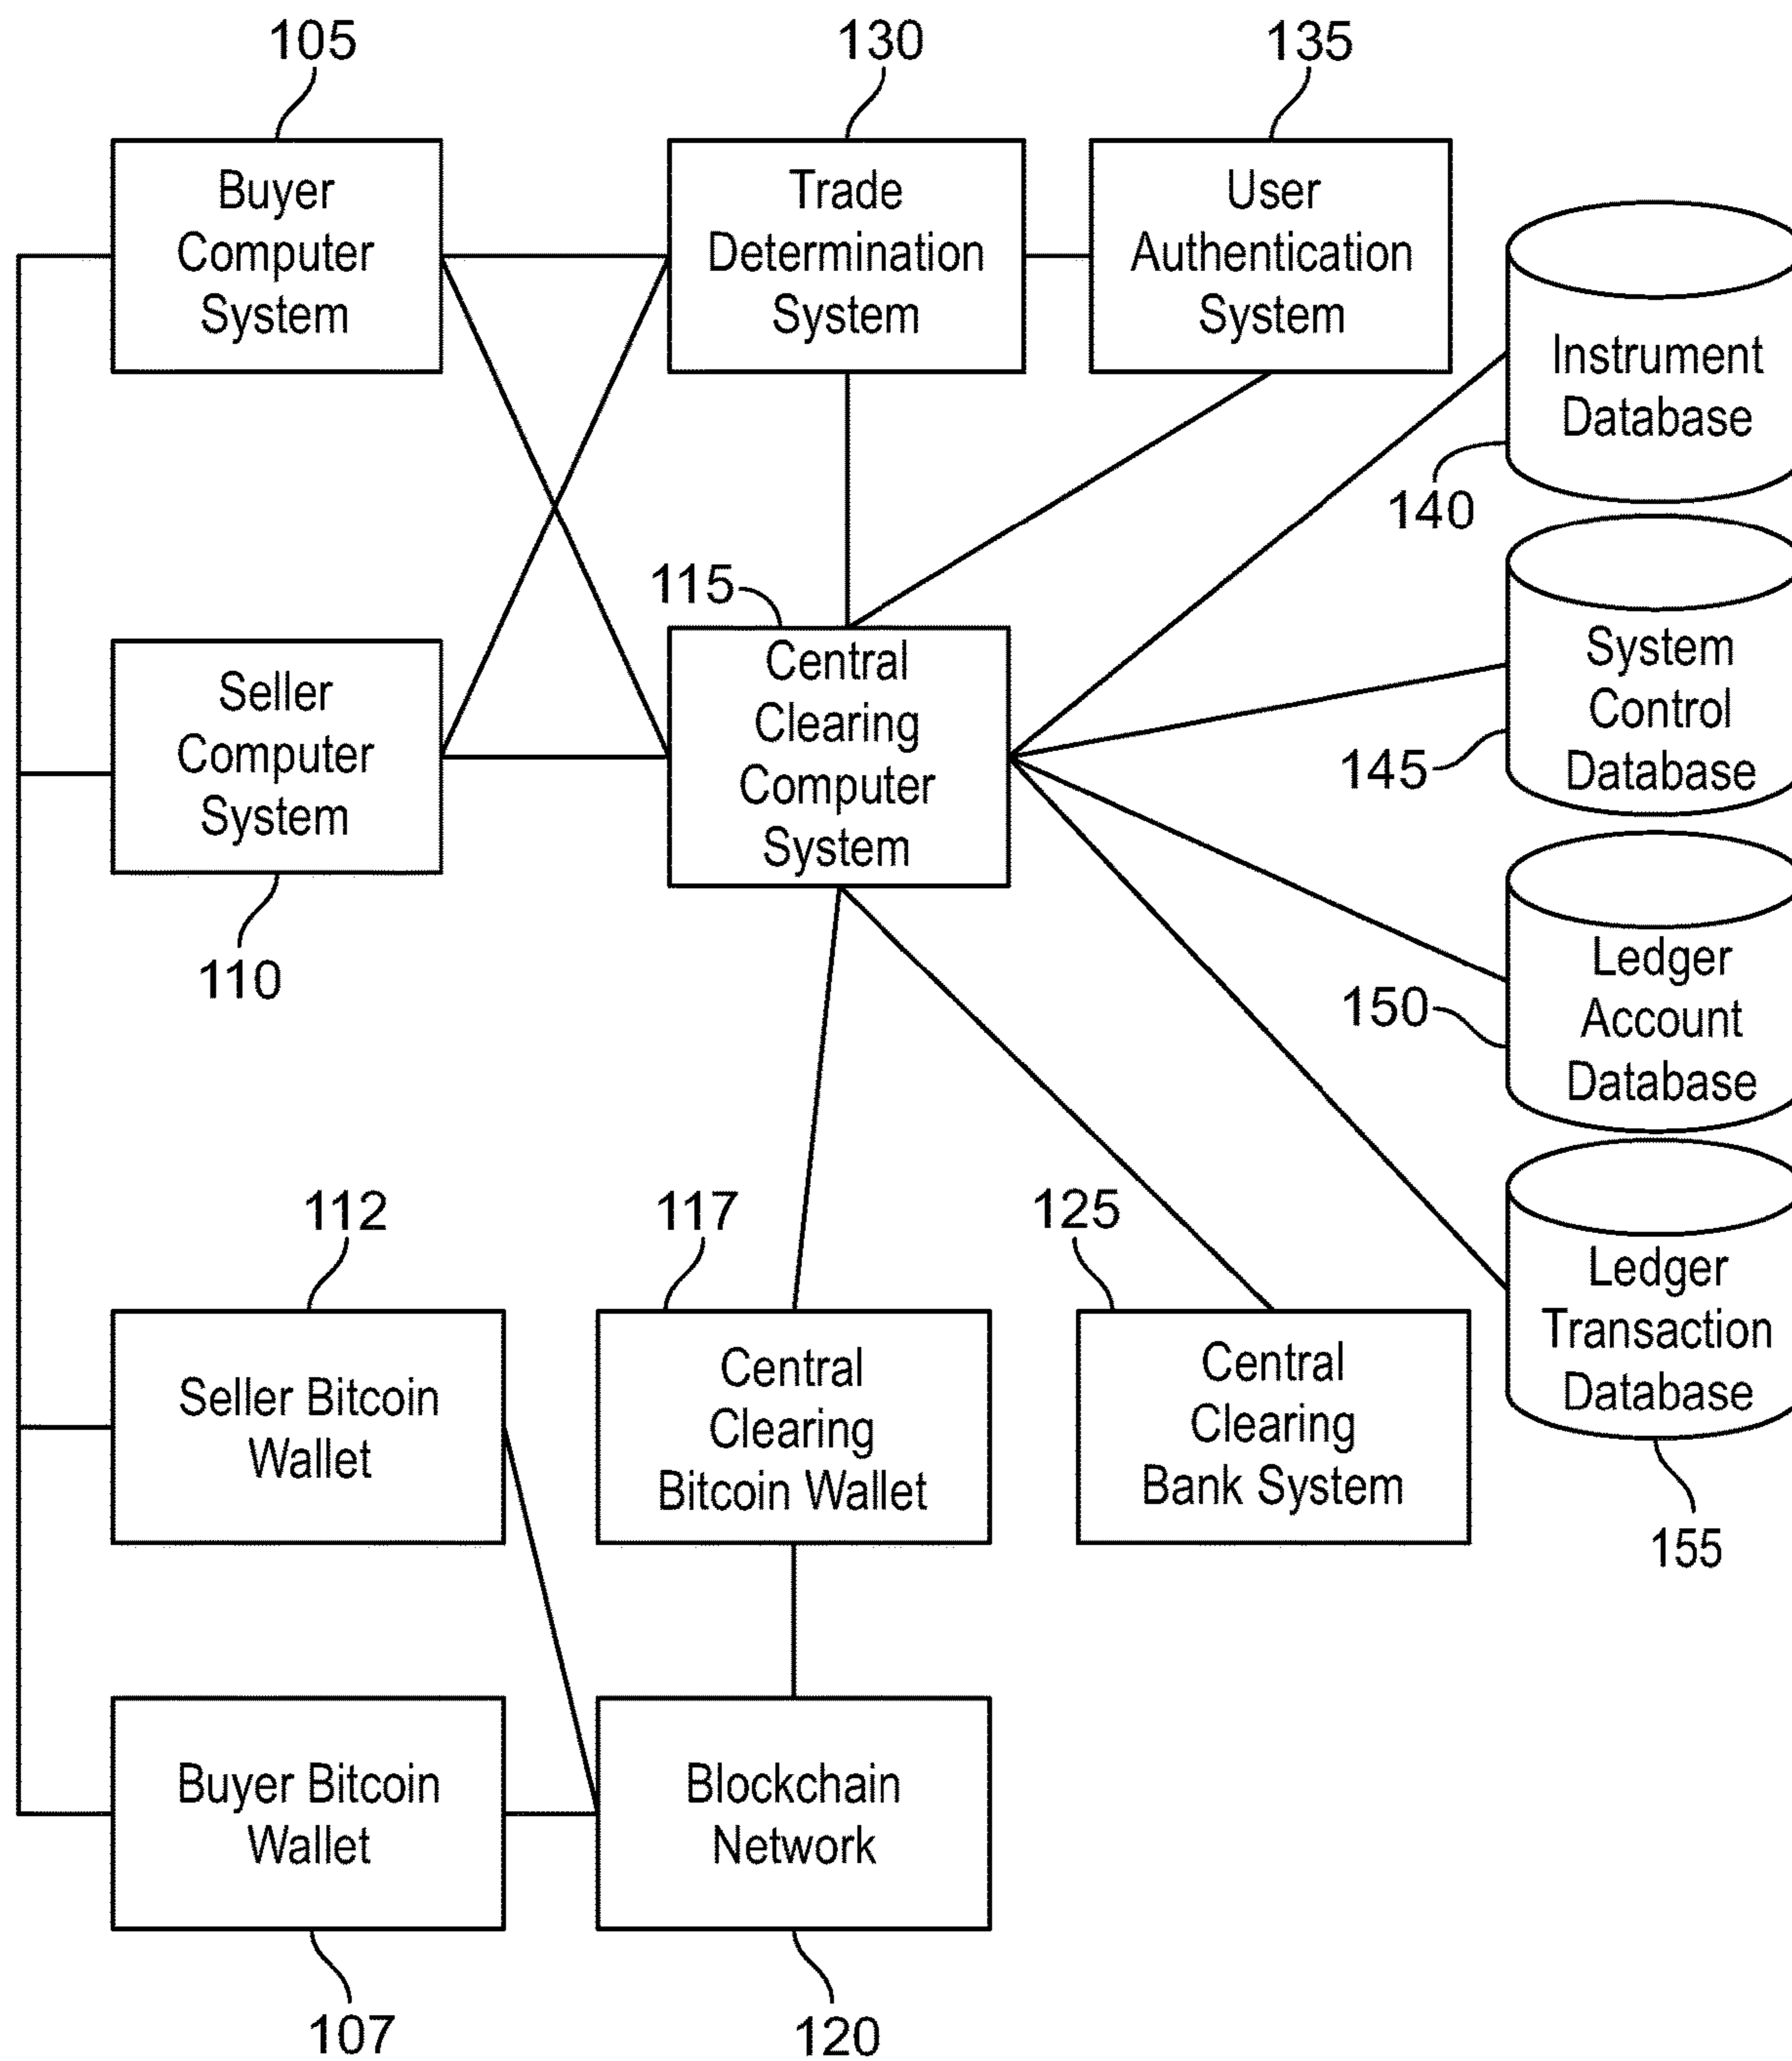 105
130
135
Buyer
Computer
System
Trade
Determination
System
User
Authentication
System
Instrument
Database
140
115
Seller
Computer
System
110
Central
Clearing
Computer
System
System
Control
Database
145
Ledger
Account
Database
150
112
117
125
Seller Bitcoin
Wallet
Central
Clearing
Bitcoin Wallet
Central
Clearing
Bank System
Ledger
Transaction
Database
155
Buyer Bitcoin
Wallet
Blockchain
Network
107
120